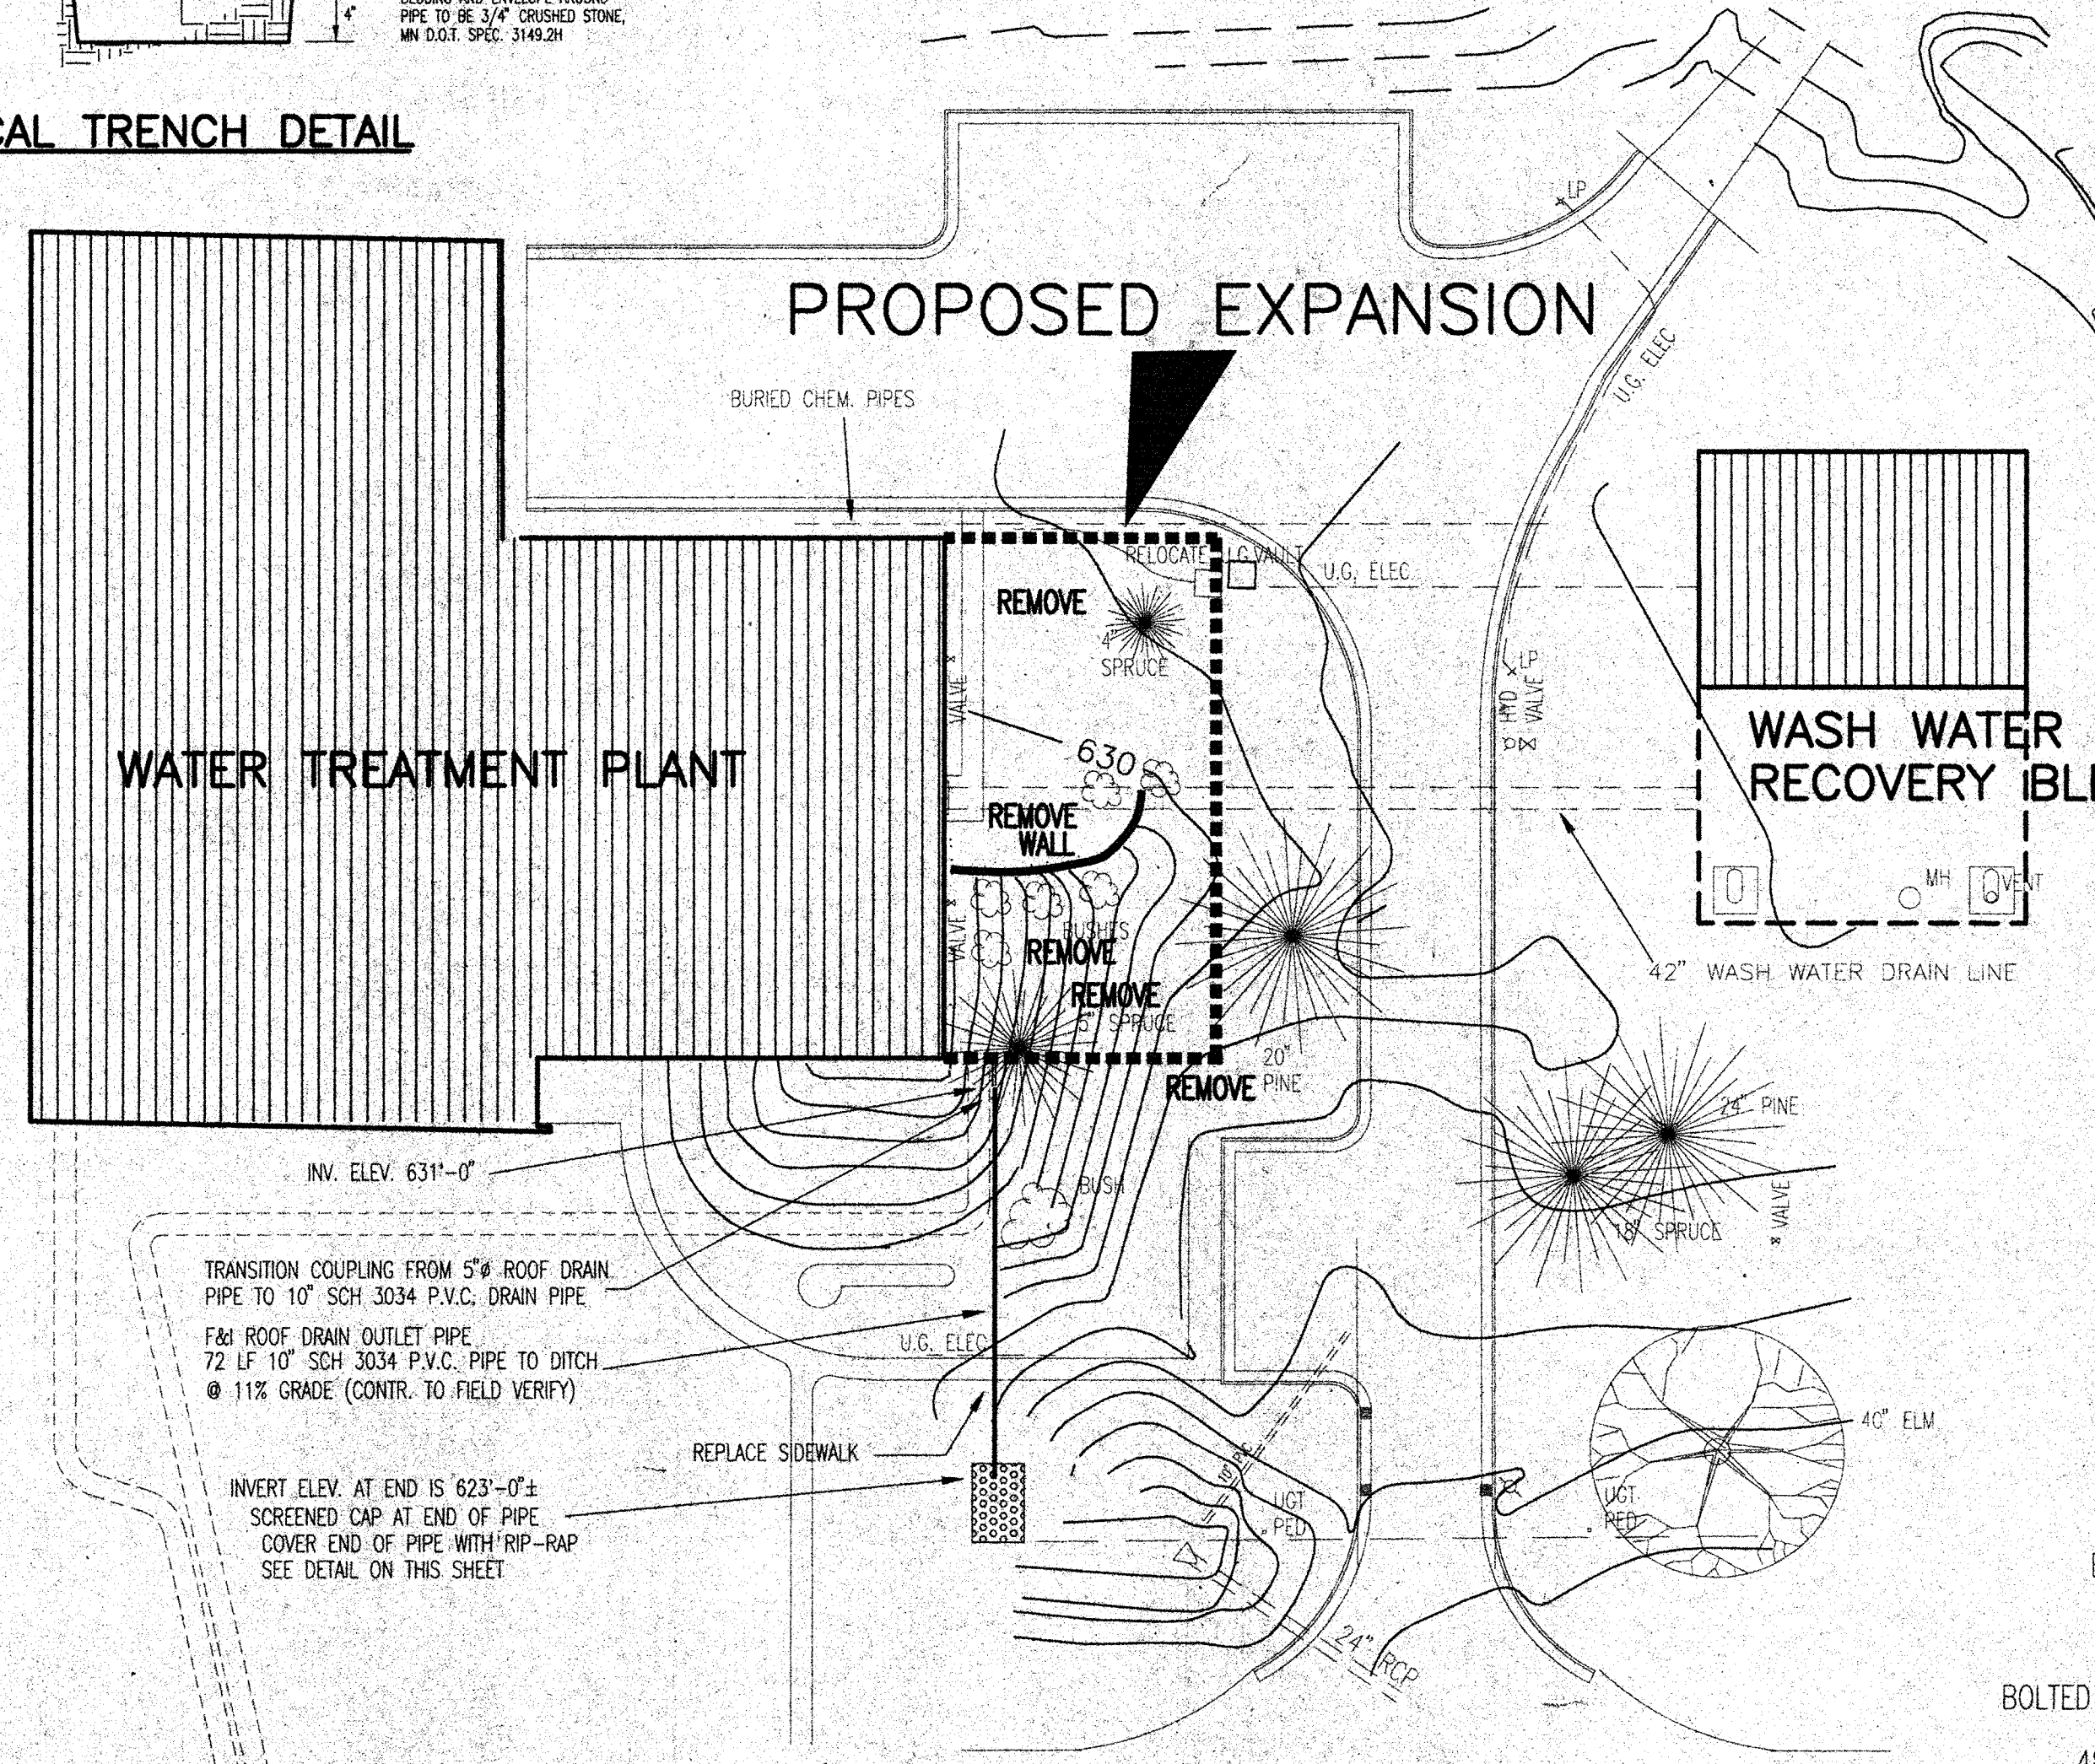 BEDDING AND ENVELOPE AROUND
PIPE TO BE 3/4" CRUSHED STONE,
MN D.O.T. SPEC. 3149.2H
4"
CAL TRENCH DETAIL
LP
PROPOSED EXPANSION
U.G. ELEC
BURIED CHEM. PIPES
RELOCATE U.G. VAULT
U.G. ELEC
REMOVE
4"
SPRUCE
VALVE
LP
HYD
VALVE
630
WATER TREATMENT PLANT
WASH WATER
RECOVERY BL
REMOVE
WALL
MH
VENT
VALVE
BUSHES
REMOVE
42" WASH WATER DRAIN LINE
REMOVE
SPRUCE
20"
PINE
REMOVE
24" PINE
INV. ELEV. 631'-0"
BUSH
VALVE
18" SPRUCE
TRANSITION COUPLING FROM 5"ø ROOF DRAIN
PIPE TO 10" SCH 3034 P.V.C. DRAIN PIPE
F&I ROOF DRAIN OUTLET PIPE
72 LF 10" SCH 3034 P.V.C. PIPE TO DITCH
@ 11% GRADE (CONTR. TO FIELD VERIFY)
U.G. ELEC
40" ELM
REPLACE SIDEWALK
INVERT ELEV. AT END IS 623'-0"±
SCREENED CAP AT END OF PIPE
COVER END OF PIPE WITH RIP-RAP
SEE DETAIL ON THIS SHEET
UGT
PED
UGT
PED
24" RCP
BOLTED